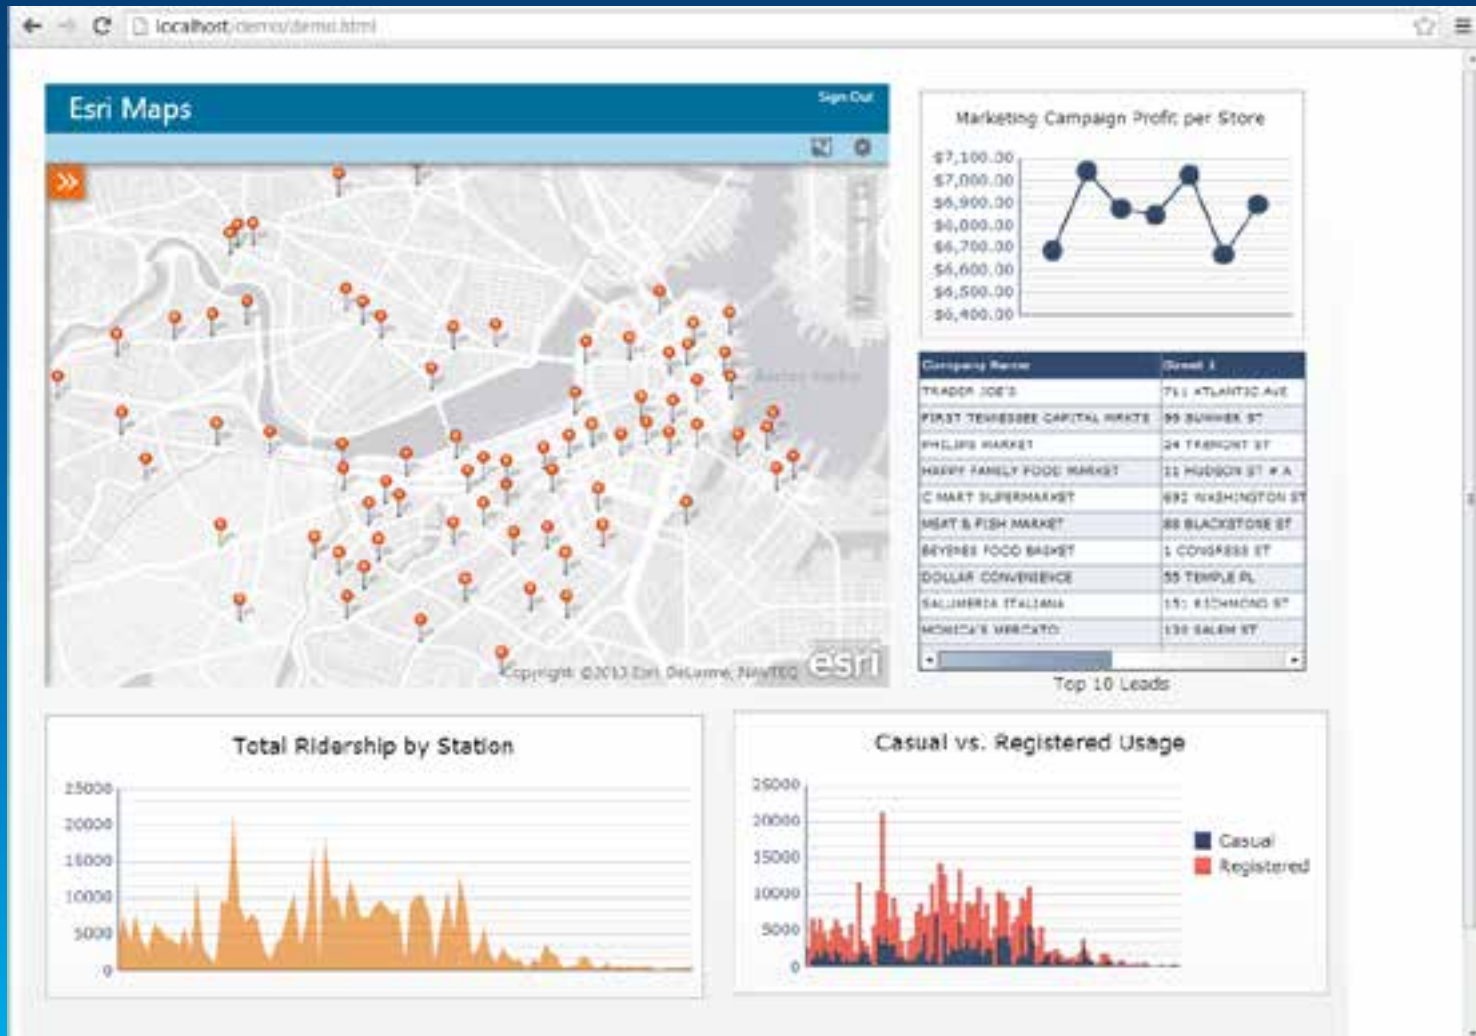 localhost/demo/demo.html
Esri Maps
Sign Out
Boston Harbor
Copyright: ©2013 Esri, DeLorme, NAVTEQ
esri
Marketing Campaign Profit per Store
$7,100.00
$7,000.00
$6,900.00
$6,800.00
$6,700.00
$6,600.00
$6,500.00
$6,400.00
Company Name Street 1
TRADER JOE'S 711 ATLANTIC AVE
FIRST TENNESSEE CAPITAL MRKTS 99 SUMMER ST
PHILIPS MARKET 24 TREMONT ST
HAPPY FAMILY FOOD MARKET 11 HUDSON ST # A
C MART SUPERMARKET 692 WASHINGTON ST
MEAT & FISH MARKET 88 BLACKSTONE ST
FOOD BASKET 1 CONGRESS ST
DOLLAR CONVENIENCE 55 TEMPLE PL
SALUMERIA ITALIANA 151 RICHMOND ST
MONICA'S MERCATO 130 SALEM ST
Top 10 Leads
Total Ridership by Station
25000
20000
15000
10000
5000
0
Casual vs. Registered Usage
25000
20000
15000
10000
5000
0
Casual
Registered